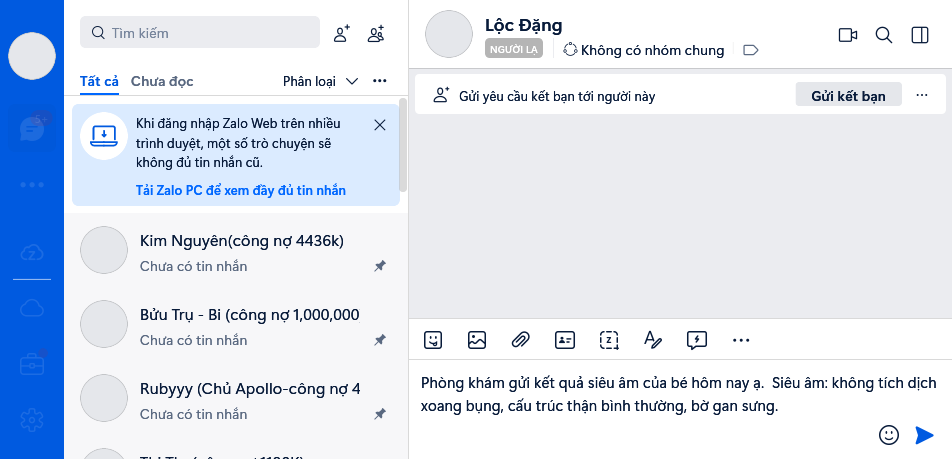 Tìm kiếm
Tất cả Chưa đọc Phân loại
Khi đăng nhập Zalo Web trên nhiều
trình duyệt, một số trò chuyện sẽ
không đủ tin nhắn cũ.
Tải Zalo PC để xem đầy đủ tin nhắn
Kim Nguyên(công nợ 4436k)
Chưa có tin nhắn
Bửu Trụ - Bi (công nợ 1,000,000
Chưa có tin nhắn
Rubyyy (Chủ Apollo-công nợ 4
Chưa có tin nhắn
Lộc Đặng
NGƯỜI LẠ Không có nhóm chung
Gửi yêu cầu kết bạn tới người này Gửi kết bạn
Phòng khám gửi kết quả siêu âm của bé hôm nay ạ.  Siêu âm: không tích dịch
xoang bụng, cấu trúc thận bình thường, bờ gan sưng.